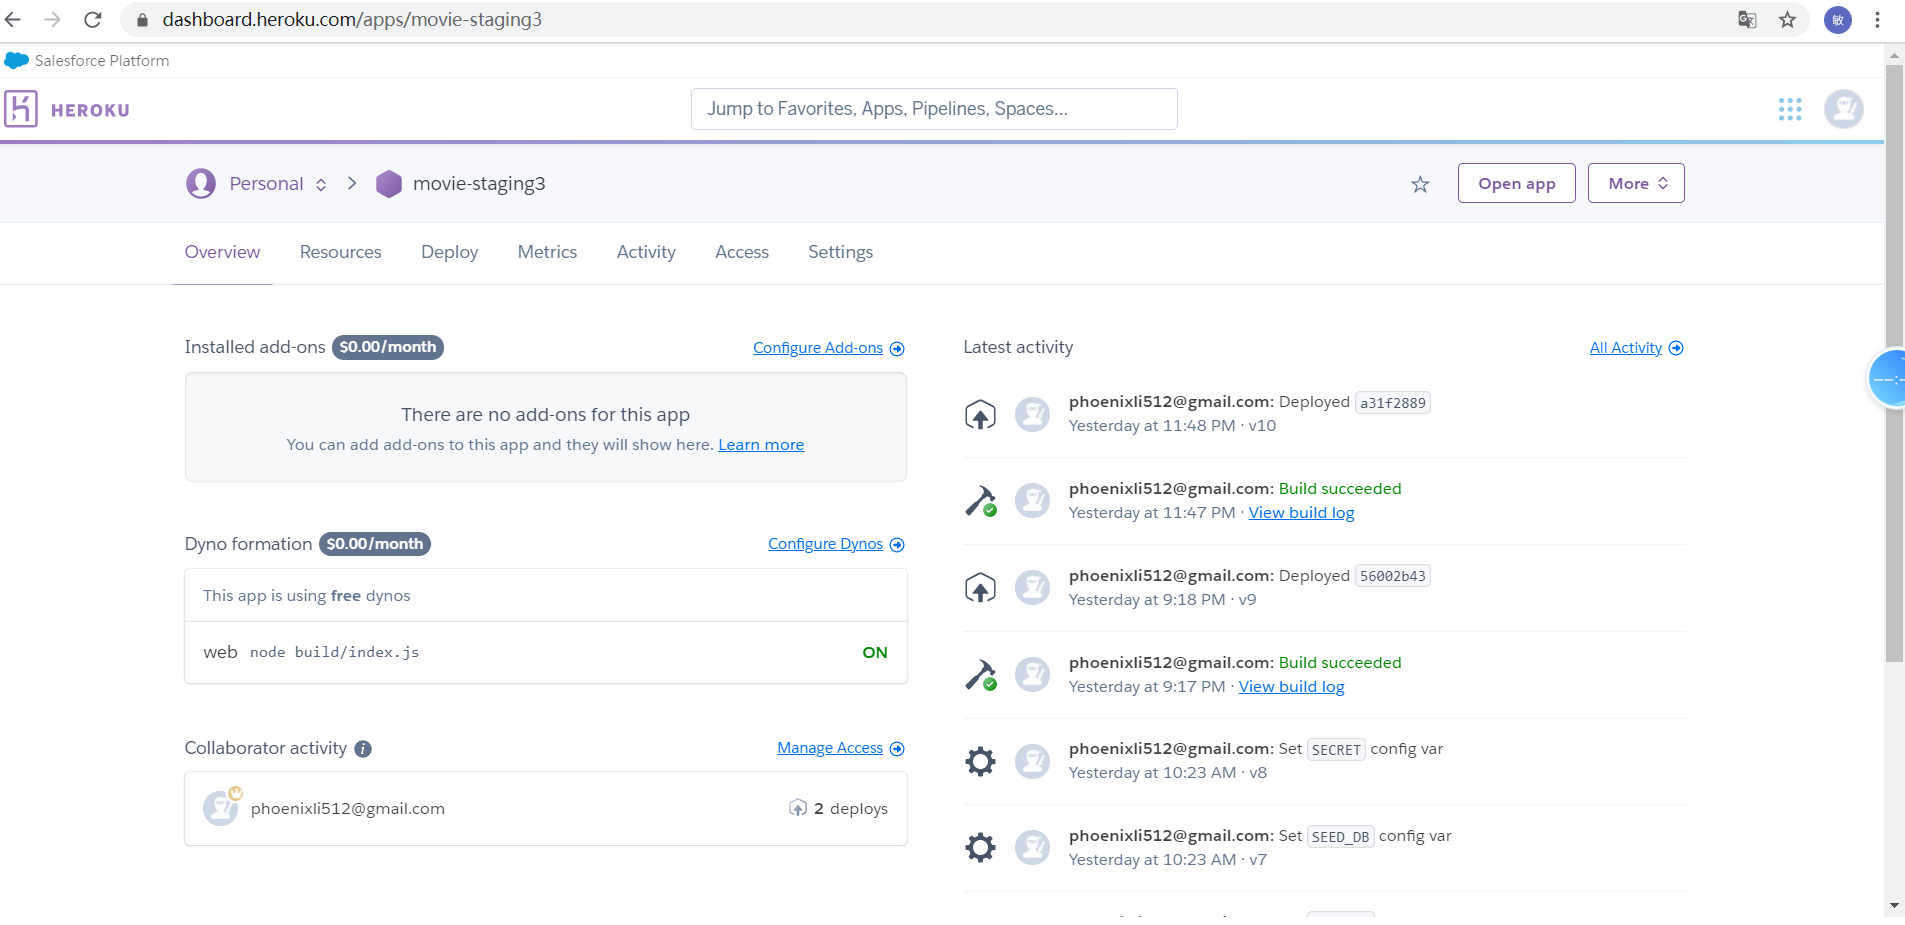 dashboard.heroku.com/apps/movie-staging3
敏
Salesforce Platform
HEROKU
Jump to Favorites, Apps, Pipelines, Spaces...
Personal
movie-staging3
Open app
More
Overview
Resources
Deploy
Metrics
Activity
Access
Settings
Installed add-ons $0.00/month
Configure Add-ons
There are no add-ons for this app
You can add add-ons to this app and they will show here. Learn more
Dyno formation $0.00/month
Configure Dynos
This app is using free dynos
web node build/index.js
ON
Collaborator activity
Manage Access
phoenixli512@gmail.com
2 deploys
Latest activity
All Activity
phoenixli512@gmail.com: Deployed a31f2889
Yesterday at 11:48 PM · v10
phoenixli512@gmail.com: Build succeeded
Yesterday at 11:47 PM · View build log
phoenixli512@gmail.com: Deployed 56002b43
Yesterday at 9:18 PM · v9
phoenixli512@gmail.com: Build succeeded
Yesterday at 9:17 PM · View build log
phoenixli512@gmail.com: Set SECRET config var
Yesterday at 10:23 AM · v8
phoenixli512@gmail.com: Set SEED_DB config var
Yesterday at 10:23 AM · v7